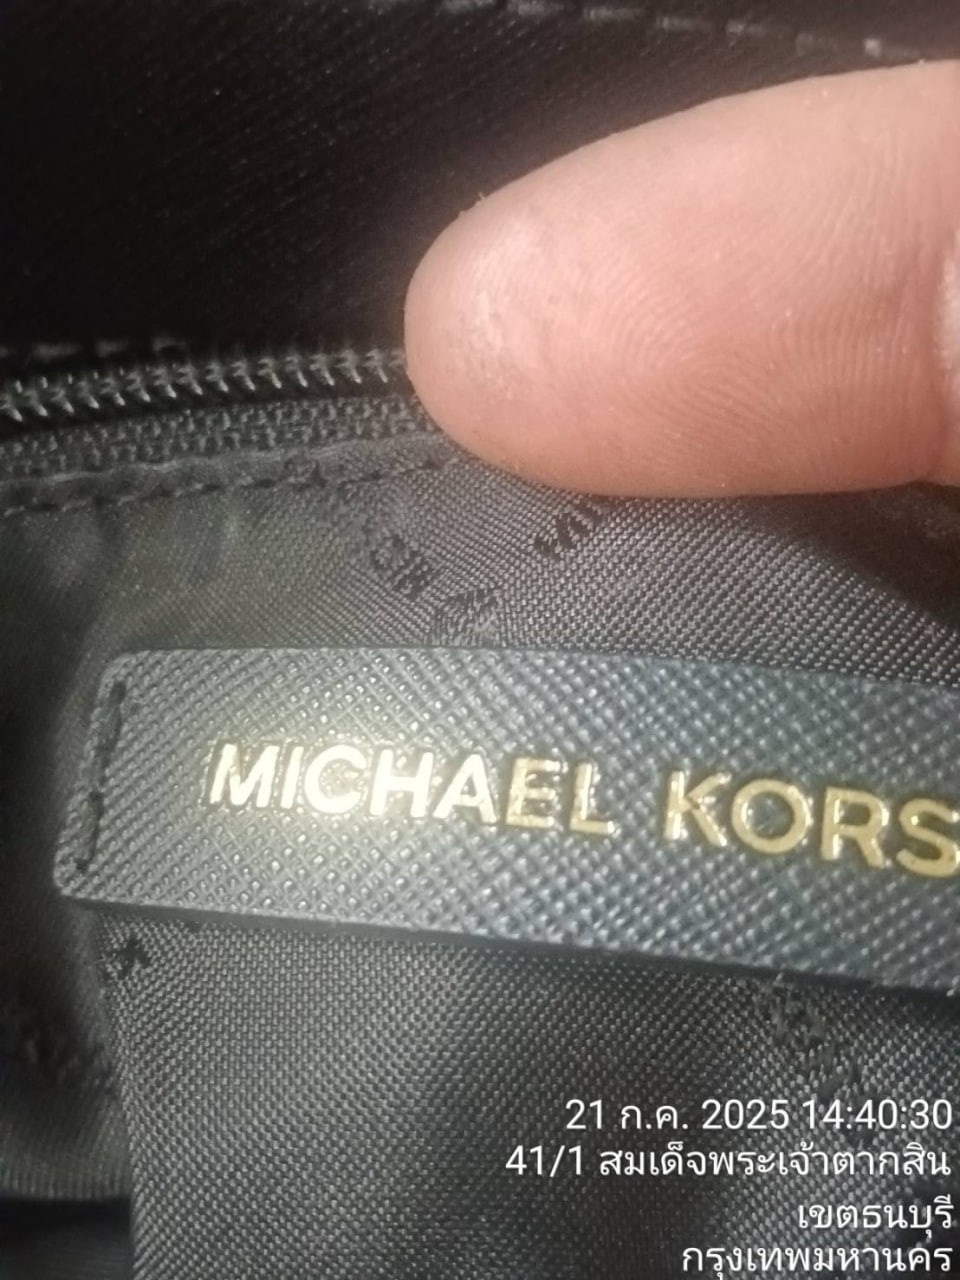 MICHAEL KORS
21 ก.ค. 2025 14:40:30
41/1 สมเด็จพระเจ้าตากสิน
เขตธนบุรี
กรุงเทพมหานคร